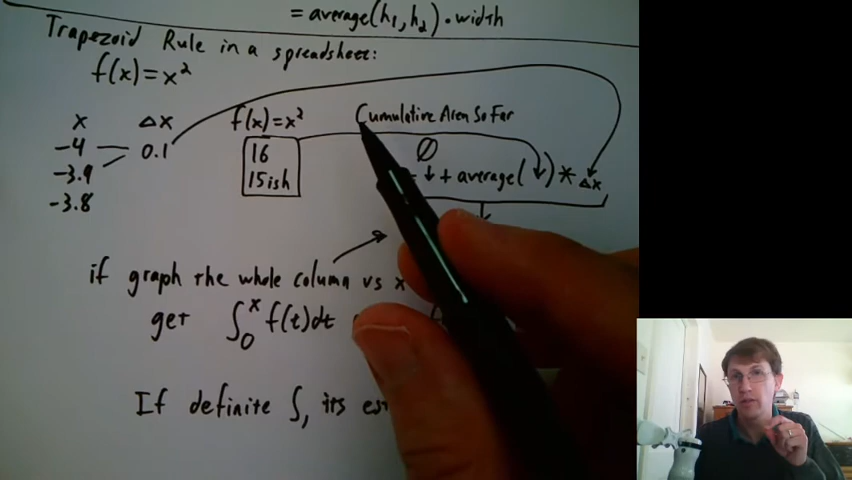 = average(h₁,h₂)•width
Trapezoid Rule in a spreadsheet:
f(x)=x²
x Δx f(x)=x² Cumulative Area So Far
-4 0.1 16 Ø
-3.9 15ish = ↓ + average(↓) * Δx
-3.8
if graph the whole column vs x
get ∫₀ˣ f(t)dt
If definite ∫, its